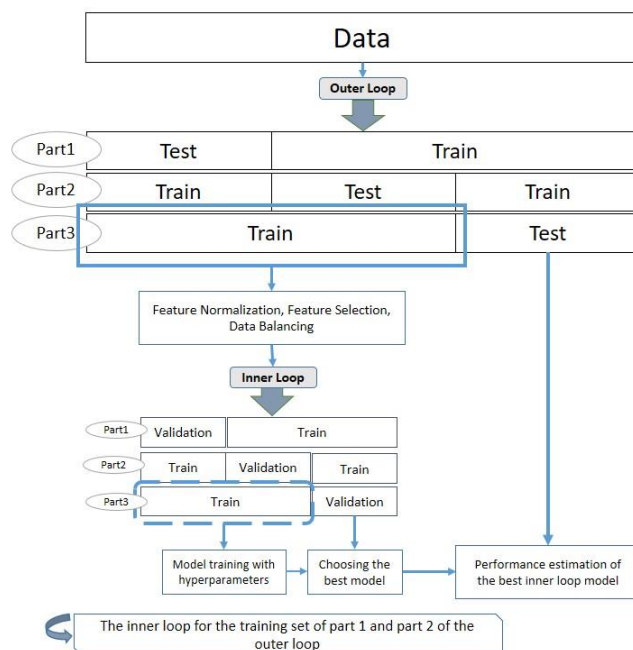 Data
Outer Loop
Part1
Test
Train
Part2
Train
Test
Train
Part3
Train
Test
Feature Normalization, Feature Selection,
Data Balancing
Inner Loop
Part1
Validation
Train
Part2
Train
Validation
Train
Part3
Train
Validation
Model training with
hyperparameters
Choosing the
best model
Performance estimation of
the best inner loop model
The inner loop for the training set of part 1 and part 2 of the
outer loop